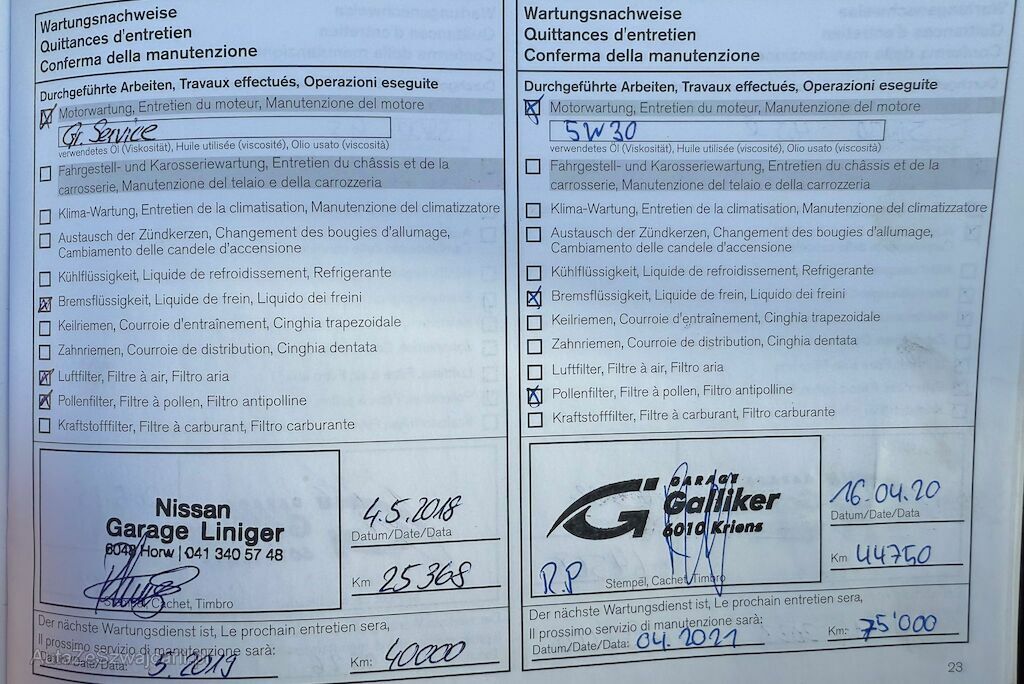 Wartungsnachweise
Quittances d'entretien
Conferma della manutenzione
Durchgeführte Arbeiten, Travaux effectués, Operazioni eseguite
Motorwartung, Entretien du moteur, Manutenzione del motore
Gr. Service
verwendetes Öl (Viskosität), Huile utilisée (viscosité), Olio usato (viscosità)
Fahrgestell- und Karosseriewartung, Entretien du châssis et de la
carrosserie, Manutenzione del telaio e della carrozzeria
Klima-Wartung, Entretien de la climatisation, Manutenzione del climatizzatore
Austausch der Zündkerzen, Changement des bougies d'allumage,
Cambiamento delle candele d'accensione
Kühlflüssigkeit, Liquide de refroidissement, Refrigerante
Bremsflüssigkeit, Liquide de frein, Liquido dei freini
Keilriemen, Courroie d'entraînement, Cinghia trapezoidale
Zahnriemen, Courroie de distribution, Cinghia dentata
Luftfilter, Filtre à air, Filtro aria
Pollenfilter, Filtre à pollen, Filtro antipolline
Kraftstofffilter, Filtre à carburant, Filtro carburante
Nissan
Garage Liniger
6048 Horw | 041 340 57 48
Stempel, Cachet, Timbro
4.5.2018
Datum/Date/Data
Km 25368
Der nächste Wartungsdienst ist, Le prochain entretien sera,
Il prossimo servizio di manutenzione sarà:
Datum/Date/Data: 5.2019
Km: 40000
Wartungsnachweise
Quittances d'entretien
Conferma della manutenzione
Durchgeführte Arbeiten, Travaux effectués, Operazioni eseguite
Motorwartung, Entretien du moteur, Manutenzione del motore
5W30
verwendetes Öl (Viskosität), Huile utilisée (viscosité), Olio usato (viscosità)
Fahrgestell- und Karosseriewartung, Entretien du châssis et de la
carrosserie, Manutenzione del telaio e della carrozzeria
Klima-Wartung, Entretien de la climatisation, Manutenzione del climatizzatore
Austausch der Zündkerzen, Changement des bougies d'allumage,
Cambiamento delle candele d'accensione
Kühlflüssigkeit, Liquide de refroidissement, Refrigerante
Bremsflüssigkeit, Liquide de frein, Liquido dei freini
Keilriemen, Courroie d'entraînement, Cinghia trapezoidale
Zahnriemen, Courroie de distribution, Cinghia dentata
Luftfilter, Filtre à air, Filtro aria
Pollenfilter, Filtre à pollen, Filtro antipolline
Kraftstofffilter, Filtre à carburant, Filtro carburante
GARAGE
Galliker
6010 Kriens
R.P
Stempel, Cachet, Timbro
16.04.20
Datum/Date/Data
Km 44750
Der nächste Wartungsdienst ist, Le prochain entretien sera,
Il prossimo servizio di manutenzione sarà:
Datum/Date/Data: 04.2021
Km: 75'000
23